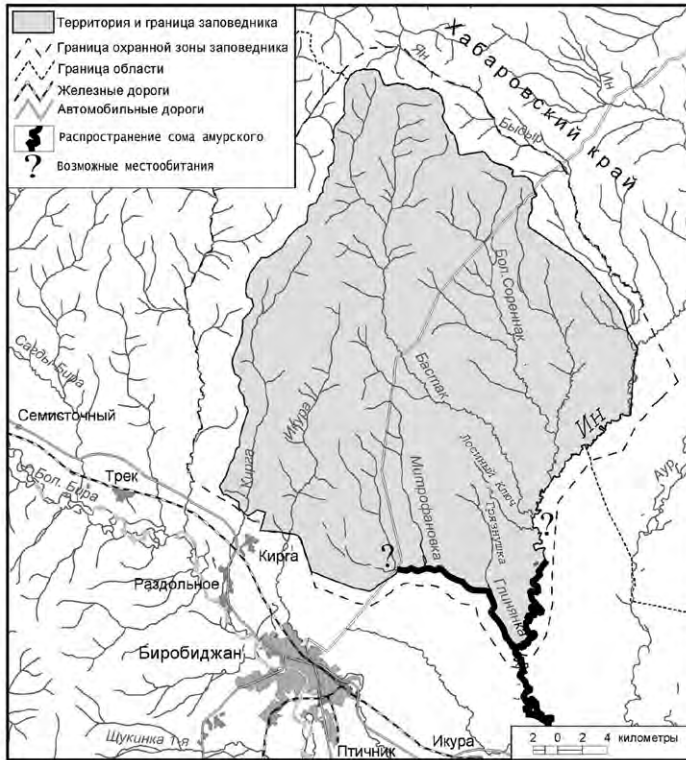 Территория и граница заповедника
Граница охранной зоны заповедника
Граница области
Железные дороги
Автомобильные дороги
Распространение сома амурского
?
Возможные местообитания
Хабаровский край
Ян
Ин
Быдыр
Бол.Сореннак
Бастак
Сагды Бира
Икура
Ин
Семисточный
Кирга
Лосиный Ключ
Аур
Трек
Митрофановка
Грязнушка
Бол. Бира
?
?
Кирга
Раздольное
Глинянка
Биробиджан
Щукинка 1-я
Птичник
Икура
2 0 2 4 километры